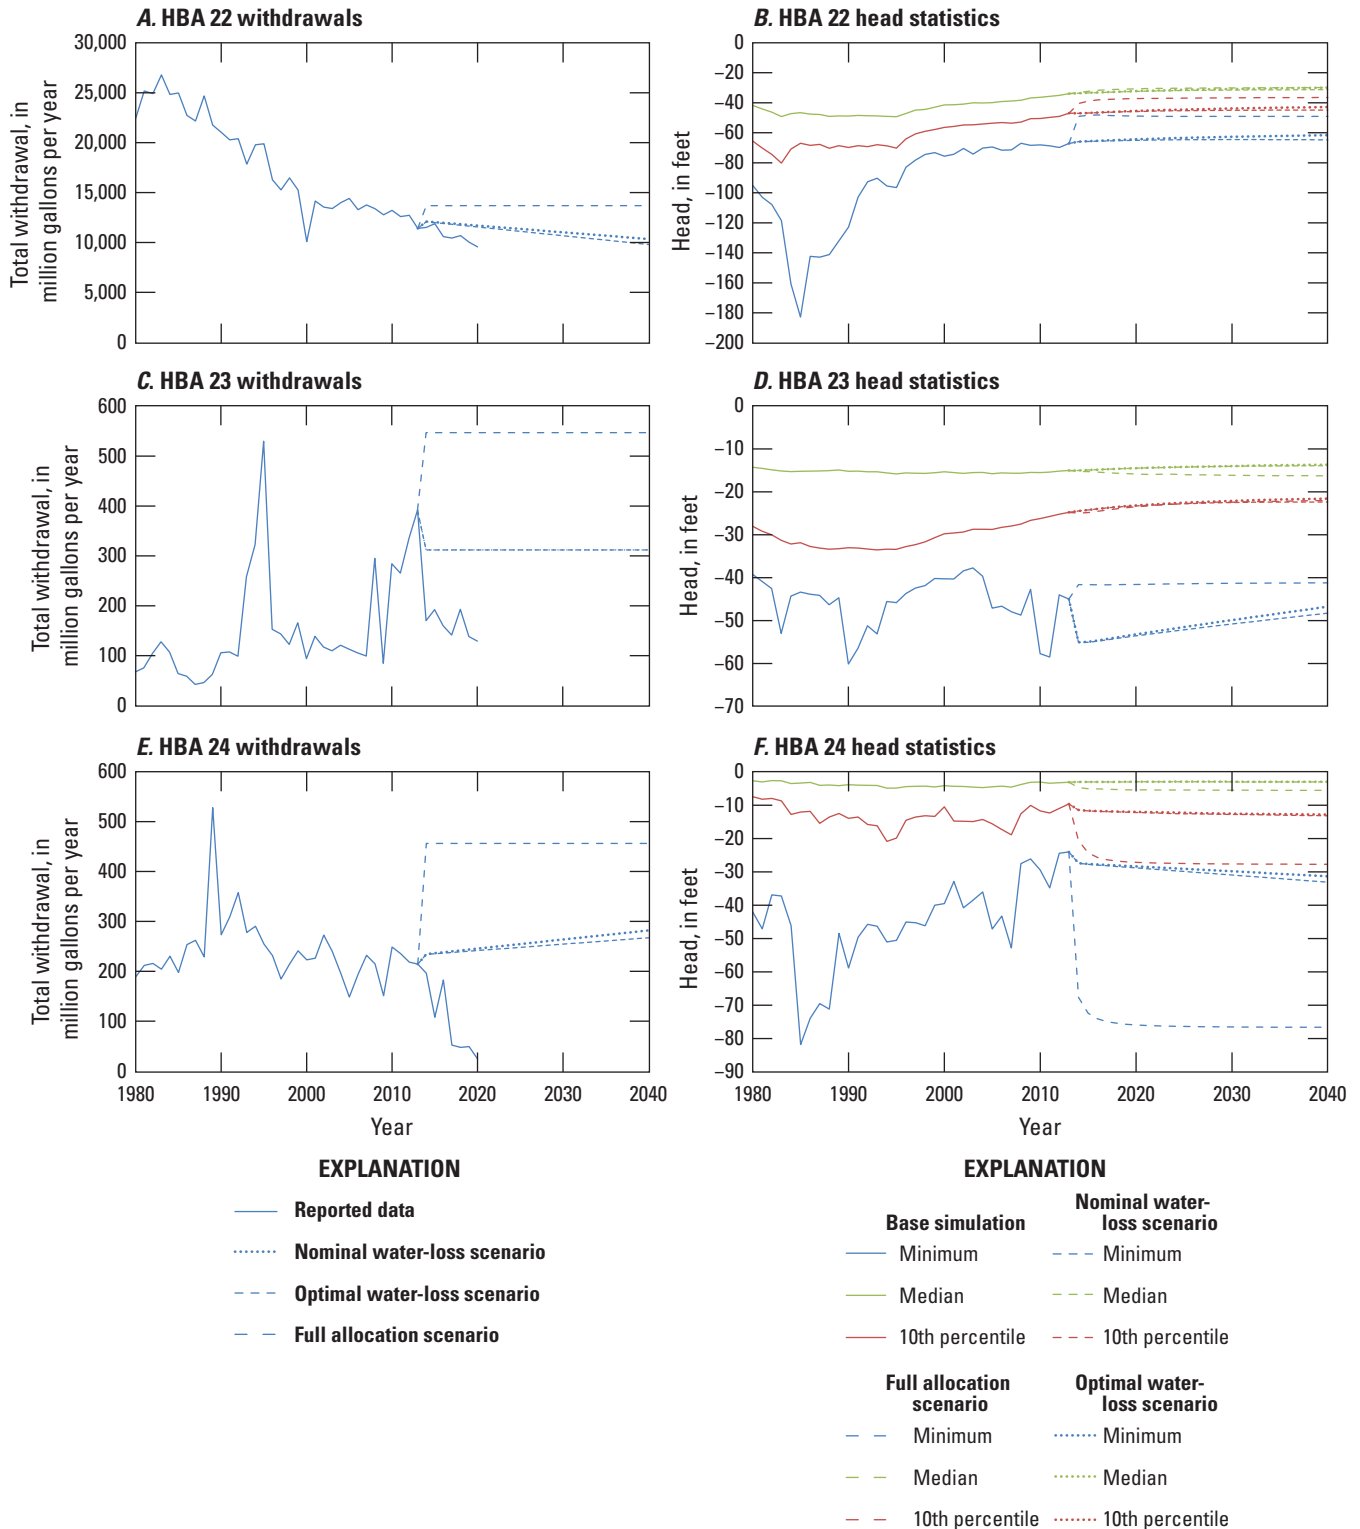 A. HBA 22 withdrawals
Total withdrawal, in
million gallons per year
30,000
25,000
20,000
15,000
10,000
5,000
0
B. HBA 22 head statistics
Head, in feet
0
−20
−40
−60
−80
−100
−120
−140
−160
−180
−200
C. HBA 23 withdrawals
Total withdrawal, in
million gallons per year
600
500
400
300
200
100
0
D. HBA 23 head statistics
Head, in feet
0
−10
−20
−30
−40
−50
−60
−70
E. HBA 24 withdrawals
Total withdrawal, in
million gallons per year
600
500
400
300
200
100
0
1980 1990 2000 2010 2020 2030 2040
Year
F. HBA 24 head statistics
Head, in feet
0
−10
−20
−30
−40
−50
−60
−70
−80
−90
1980 1990 2000 2010 2020 2030 2040
Year
EXPLANATION
Reported data
Nominal water-loss scenario
Optimal water-loss scenario
Full allocation scenario
EXPLANATION
Base simulation
Minimum
Median
10th percentile
Nominal water-
loss scenario
Minimum
Median
10th percentile
Full allocation
scenario
Minimum
Median
10th percentile
Optimal water-
loss scenario
Minimum
Median
10th percentile